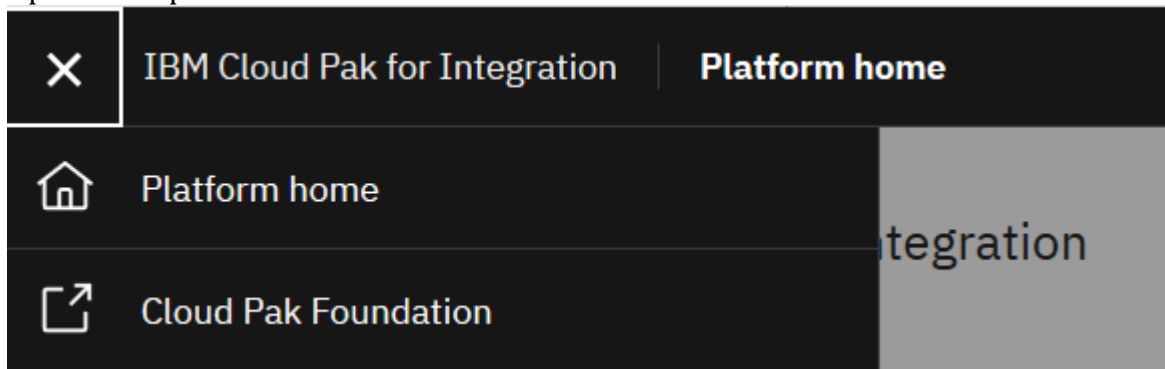 IBM Cloud Pak for Integration Platform home
Platform home
tegration
Cloud Pak Foundation